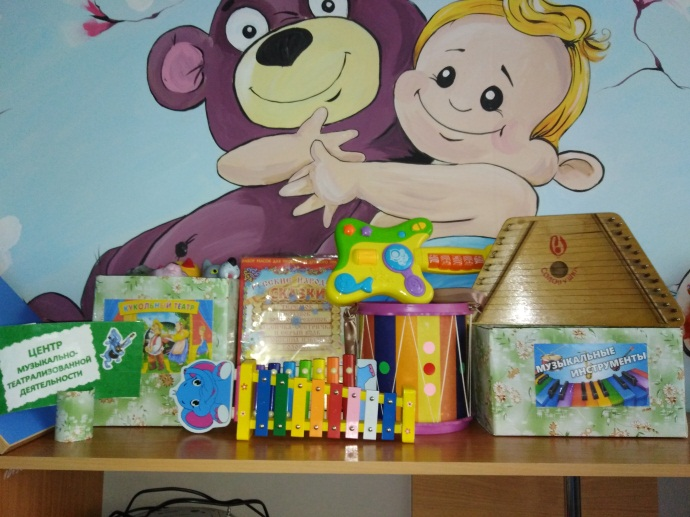 КУКОЛЬНЫЙ ТЕАТР
ЦЕНТР
МУЗЫКАЛЬНО-
ТЕАТРАЛИЗОВАННОЙ
ДЕЯТЕЛЬНОСТИ
МУЗЫКАЛЬНЫЕ
ИНСТРУМЕНТЫ